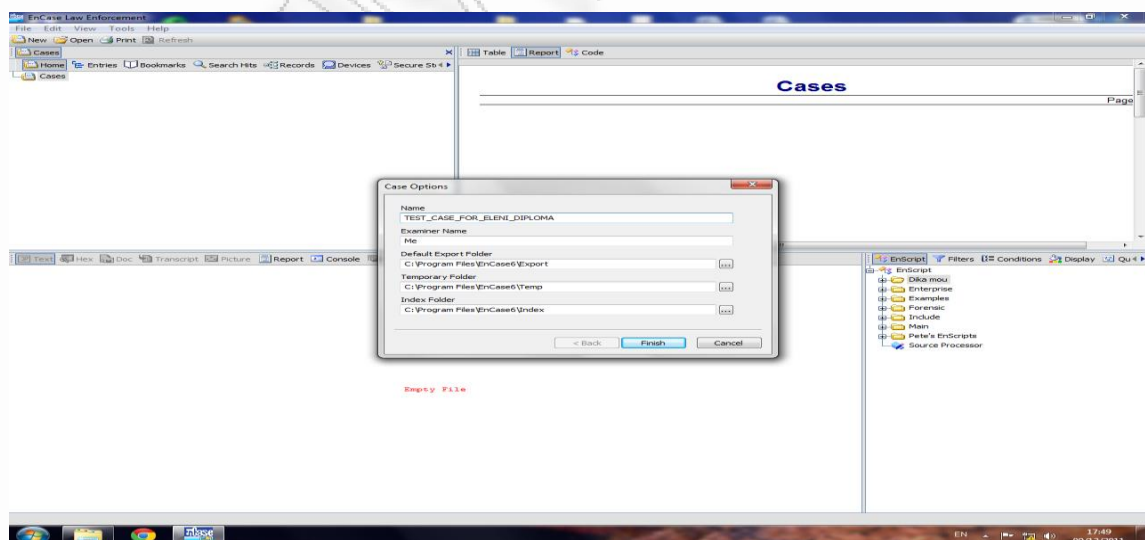 EnCase Law Enforcement
File Edit View Tools Help
New Open Print Refresh
Cases
Table Report Code
Home Entries Bookmarks Search Hits Records Devices Secure St
Cases
Cases
Page
Case Options
Name
TEST_CASE_FOR_ELENI_DIPLOMA
Examiner Name
Me
Default Export Folder
C:\Program Files\EnCase6\Export
...
Temporary Folder
C:\Program Files\EnCase6\Temp
...
Index Folder
C:\Program Files\EnCase6\Index
...
< Back Finish Cancel
Text Hex Doc Transcript Picture Report Console
EnScript Filters Conditions Display Qu
EnScript
Dika mou
Enterprise
Examples
Forensic
Include
Main
Pete's EnScripts
Source Processor
Empty File
EN
17:49